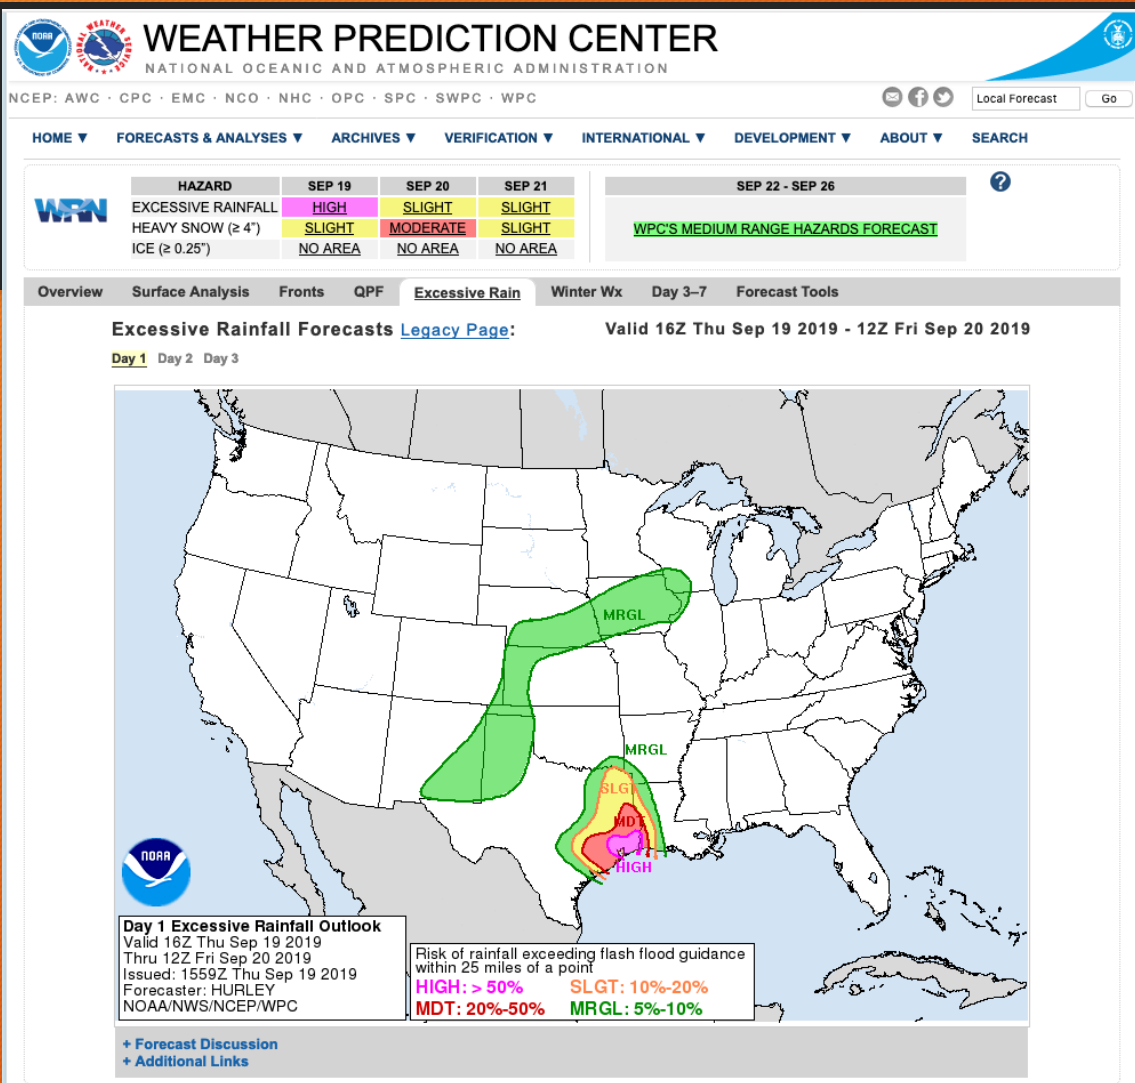 NOAA
WEATHER PREDICTION CENTER
NATIONAL OCEANIC AND ATMOSPHERIC ADMINISTRATION
NCEP: AWC · CPC · EMC · NCO · NHC · OPC · SPC · SWPC · WPC
Local Forecast Go
HOME ▼ FORECASTS & ANALYSES ▼ ARCHIVES ▼ VERIFICATION ▼ INTERNATIONAL ▼ DEVELOPMENT ▼ ABOUT ▼ SEARCH
WRN
HAZARD SEP 19 SEP 20 SEP 21 SEP 22 - SEP 26 ?
EXCESSIVE RAINFALL HIGH SLIGHT SLIGHT
HEAVY SNOW (≥ 4") SLIGHT MODERATE SLIGHT WPC'S MEDIUM RANGE HAZARDS FORECAST
ICE (≥ 0.25") NO AREA NO AREA NO AREA
Overview Surface Analysis Fronts QPF Excessive Rain Winter Wx Day 3–7 Forecast Tools
Excessive Rainfall Forecasts Legacy Page: Valid 16Z Thu Sep 19 2019 - 12Z Fri Sep 20 2019
Day 1 Day 2 Day 3
MRGL
MRGL
SLGT
MDT
HIGH
NOAA
Day 1 Excessive Rainfall Outlook
Valid 16Z Thu Sep 19 2019
Thru 12Z Fri Sep 20 2019
Issued: 1559Z Thu Sep 19 2019
Forecaster: HURLEY
NOAA/NWS/NCEP/WPC
Risk of rainfall exceeding flash flood guidance
within 25 miles of a point
HIGH: > 50% SLGT: 10%-20%
MDT: 20%-50% MRGL: 5%-10%
+ Forecast Discussion
+ Additional Links